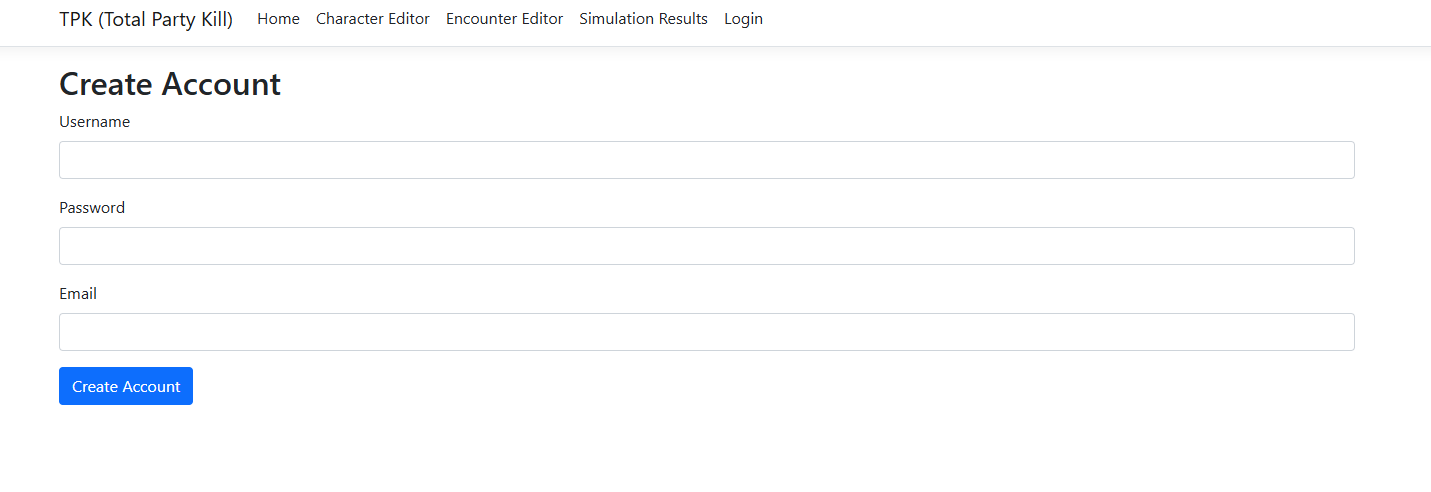 TPK (Total Party Kill) Home Character Editor Encounter Editor Simulation Results Login
Create Account
Username
Password
Email
Create Account